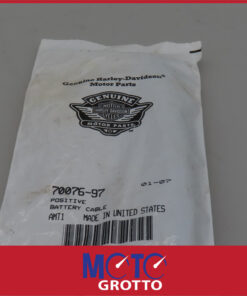 Genuine Harley-Davidson®
Motor Parts
GENUINE
MOTOR PARTS
70076-97
01-07
POSITIVE
BATTERY CABLE
AMT1 MADE IN UNITED STATES
MOTO
GROTTO